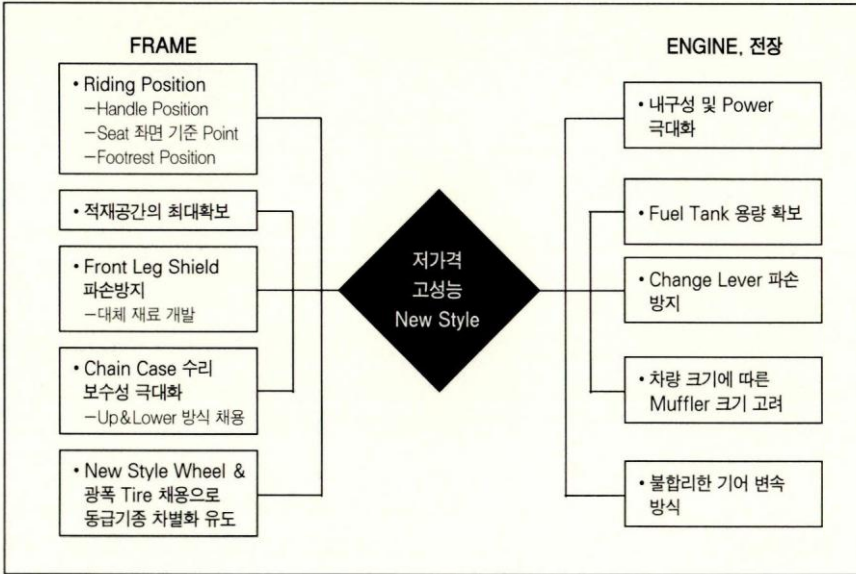 FRAME
• Riding Position
–Handle Position
–Seat 좌면 기준 Point
–Footrest Position
• 적재공간의 최대확보
• Front Leg Shield
파손방지
–대체 재료 개발
• Chain Case 수리
보수성 극대화
–Up&Lower 방식 채용
• New Style Wheel &
광폭 Tire 채용으로
동급기종 차별화 유도
저가격
고성능
New Style
ENGINE, 전장
• 내구성 및 Power
극대화
• Fuel Tank 용량 확보
• Change Lever 파손
방지
• 차량 크기에 따른
Muffler 크기 고려
• 불합리한 기어 변속
방식